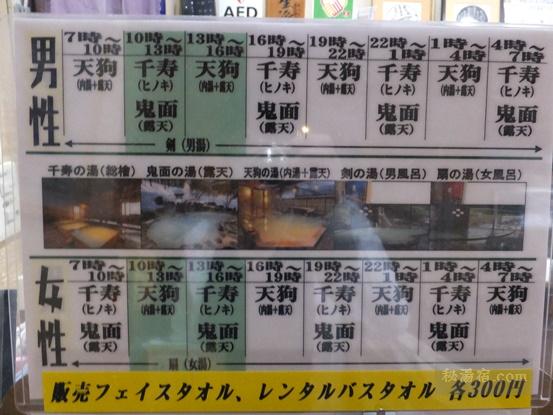 AED
男性
7時～10時 10時～13時 13時～16時 16時～19時 19時～22時 22時～1時 1時～4時 4時～7時
天狗 千寿 天狗 千寿 天狗 千寿 天狗 千寿
(内湯+露天) (ヒノキ) (内湯+露天) (ヒノキ) (内湯+露天) (ヒノキ) (内湯+露天) (ヒノキ)
鬼面 鬼面 鬼面 鬼面
(露天) (露天) (露天) (露天)
剣(男湯)
千寿の湯(総檜) 鬼面の湯(露天) 天狗の湯(内湯+露天) 剣の湯(男風呂) 扇の湯(女風呂)
女性
7時～10時 10時～13時 13時～16時 16時～19時 19時～22時 22時～1時 1時～4時 4時～7時
千寿 天狗 千寿 天狗 千寿 天狗 千寿 天狗
(ヒノキ) (内湯+露天) (ヒノキ) (内湯+露天) (ヒノキ) (内湯+露天) (ヒノキ) (内湯+露天)
鬼面 鬼面 鬼面 鬼面
(露天) (露天) (露天) (露天)
扇(女湯)
販売フェイスタオル、レンタルバスタオル 各300円
秘湯宿.com